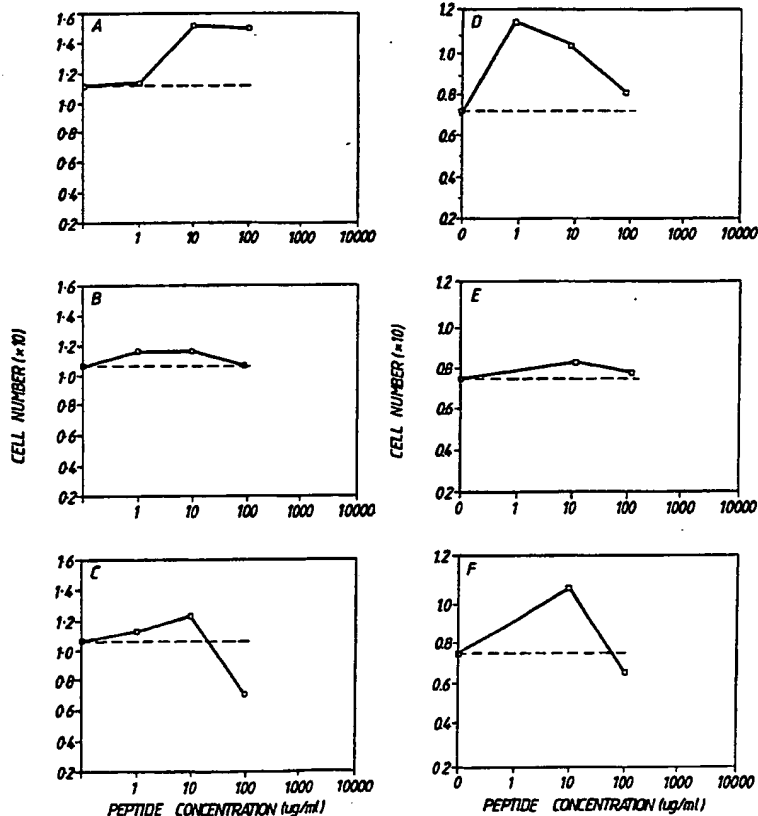 A
1·6
1·4
1·2
1·0
0·8
0·6
0·4
0·2
1 10 100 1000 10000
D
1.2
1.0
0.8
0.6
0.4
0.2
0 1 10 100 1000 10000
B
1·6
1·4
1·2
1·0
0·8
0·6
0·4
0·2
1 10 100 1000 10000
CELL NUMBER (×10)
E
1.2
1.0
0.8
0.6
0.4
0.2
0 1 10 100 1000 10000
CELL NUMBER (×10)
C
1·6
1·4
1·2
1·0
0·8
0·6
0·4
0·2
1 10 100 1000 10000
PEPTIDE CONCENTRATION (ug/ml)
F
1.2
1.0
0.8
0.6
0.4
0.2
0 1 10 100 1000 10000
PEPTIDE CONCENTRATION (ug/ml)